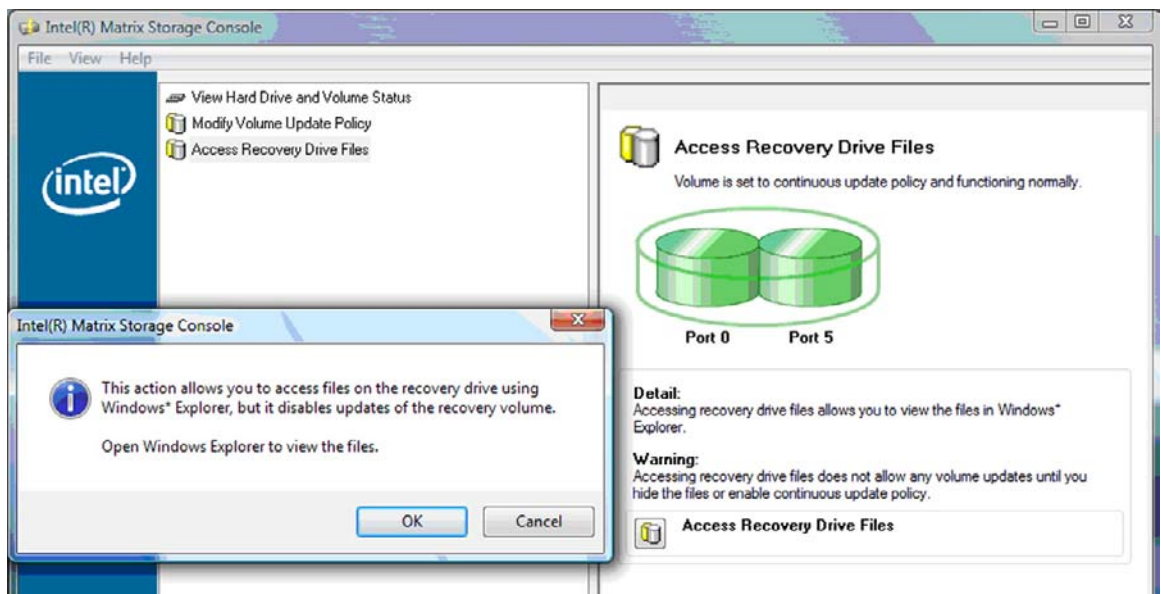 Intel(R) Matrix Storage Console
File View Help
View Hard Drive and Volume Status
Modify Volume Update Policy
Access Recovery Drive Files
intel
Access Recovery Drive Files
Volume is set to continuous update policy and functioning normally.
Port 0 Port 5
Detail:
Accessing recovery drive files allows you to view the files in Windows*
Explorer.
Warning:
Accessing recovery drive files does not allow any volume updates until you
hide the files or enable continuous update policy.
Access Recovery Drive Files
Intel(R) Matrix Storage Console
This action allows you to access files on the recovery drive using
Windows* Explorer, but it disables updates of the recovery volume.
Open Windows Explorer to view the files.
OK Cancel